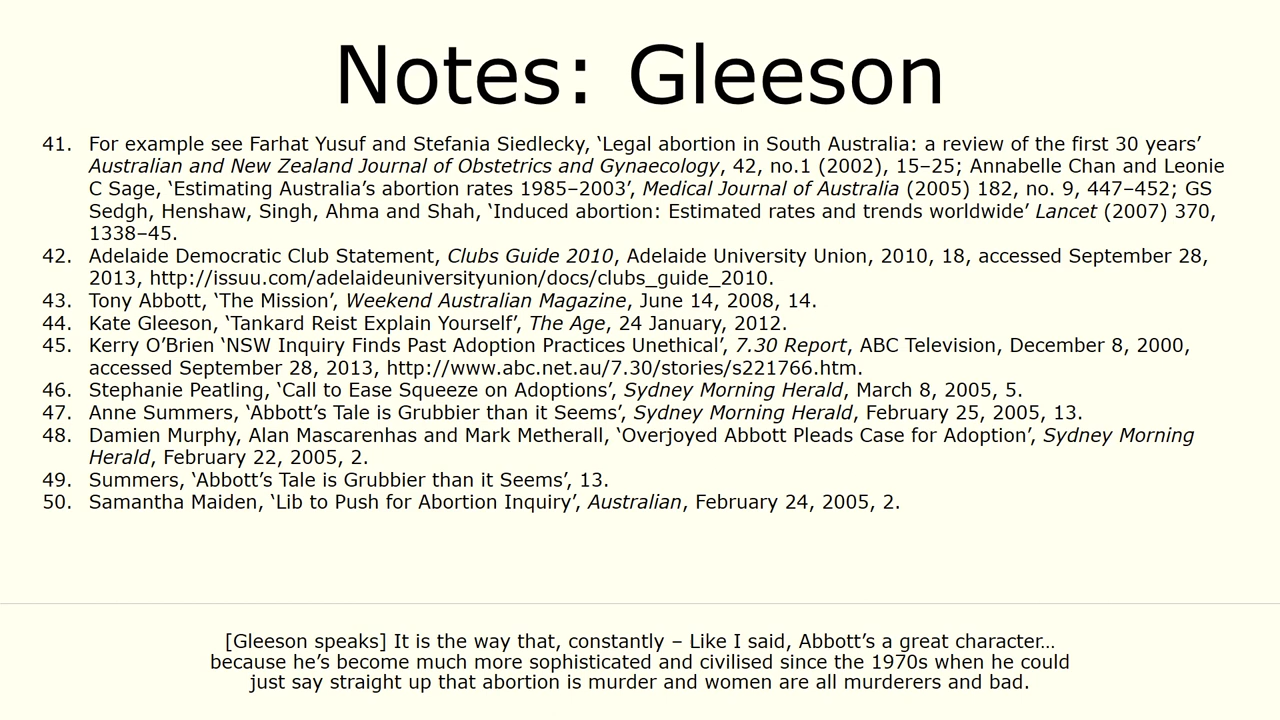 Notes: Gleeson
41. For example see Farhat Yusuf and Stefania Siedlecky, ‘Legal abortion in South Australia: a review of the first 30 years’
Australian and New Zealand Journal of Obstetrics and Gynaecology, 42, no.1 (2002), 15–25; Annabelle Chan and Leonie
C Sage, ‘Estimating Australia’s abortion rates 1985–2003’, Medical Journal of Australia (2005) 182, no. 9, 447–452; GS
Sedgh, Henshaw, Singh, Ahma and Shah, ‘Induced abortion: Estimated rates and trends worldwide’ Lancet (2007) 370,
1338–45.
42. Adelaide Democratic Club Statement, Clubs Guide 2010, Adelaide University Union, 2010, 18, accessed September 28,
2013, http://issuu.com/adelaideuniversityunion/docs/clubs_guide_2010.
43. Tony Abbott, ‘The Mission’, Weekend Australian Magazine, June 14, 2008, 14.
44. Kate Gleeson, ‘Tankard Reist Explain Yourself’, The Age, 24 January, 2012.
45. Kerry O’Brien ‘NSW Inquiry Finds Past Adoption Practices Unethical’, 7.30 Report, ABC Television, December 8, 2000,
accessed September 28, 2013, http://www.abc.net.au/7.30/stories/s221766.htm.
46. Stephanie Peatling, ‘Call to Ease Squeeze on Adoptions’, Sydney Morning Herald, March 8, 2005, 5.
47. Anne Summers, ‘Abbott’s Tale is Grubbier than it Seems’, Sydney Morning Herald, February 25, 2005, 13.
48. Damien Murphy, Alan Mascarenhas and Mark Metherall, ‘Overjoyed Abbott Pleads Case for Adoption’, Sydney Morning
Herald, February 22, 2005, 2.
49. Summers, ‘Abbott’s Tale is Grubbier than it Seems’, 13.
50. Samantha Maiden, ‘Lib to Push for Abortion Inquiry’, Australian, February 24, 2005, 2.
[Gleeson speaks] It is the way that, constantly – Like I said, Abbott’s a great character…
because he’s become much more sophisticated and civilised since the 1970s when he could
just say straight up that abortion is murder and women are all murderers and bad.